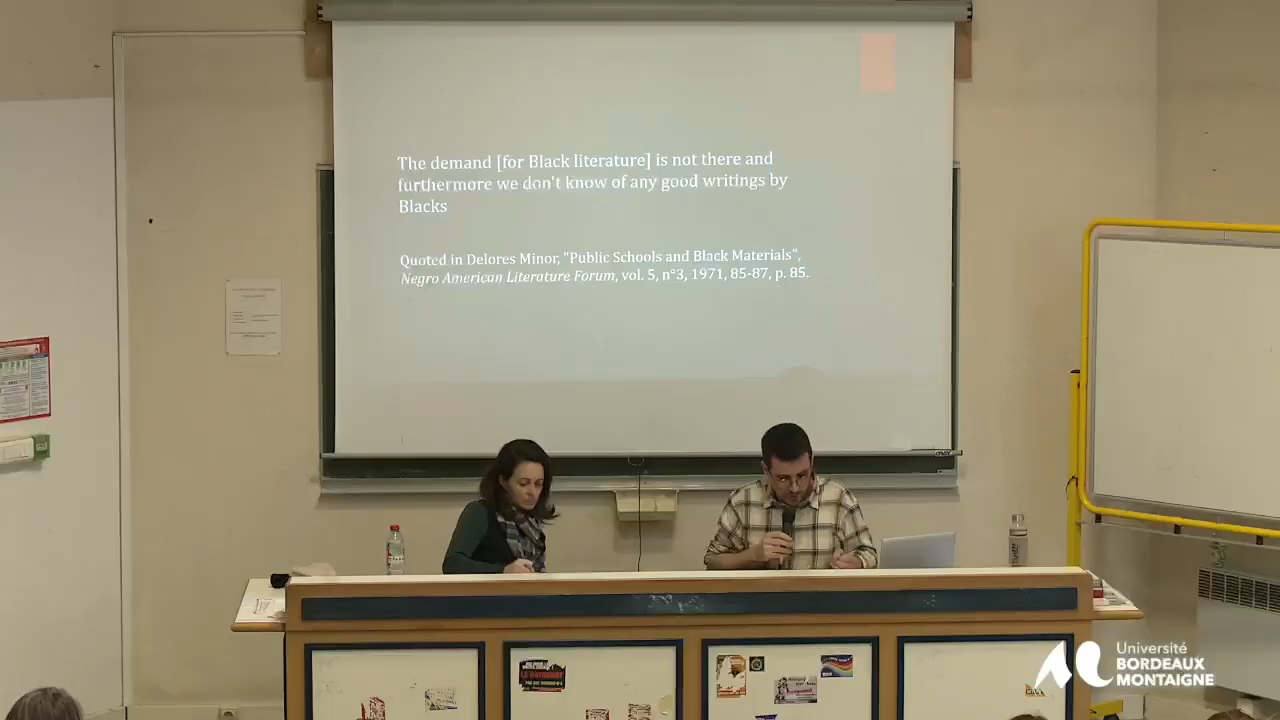 The demand [for Black literature] is not there and
furthermore we don't know of any good writings by
Blacks
Quoted in Delores Minor, "Public Schools and Black Materials",
Negro American Literature Forum, vol. 5, n°3, 1971, 85-87, p. 85.
LE PATRONAT
Université
BORDEAUX
MONTAIGNE